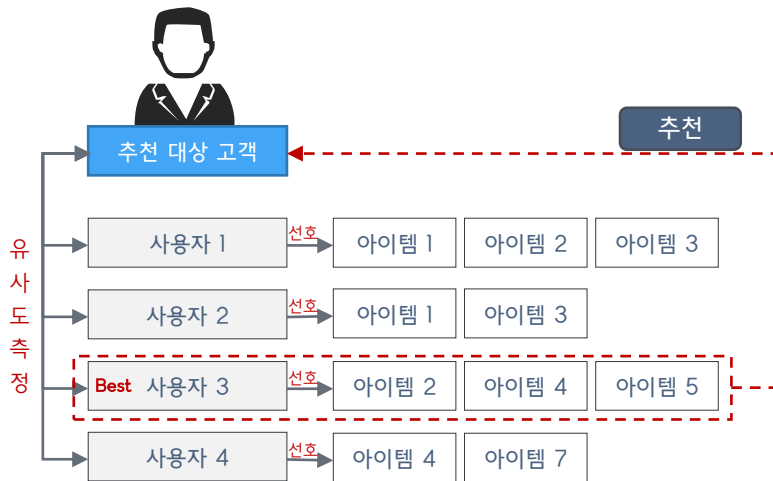 추천
추천 대상 고객
유사도측정
사용자 1 선호 아이템 1 아이템 2 아이템 3
사용자 2 선호 아이템 1 아이템 3
Best 사용자 3 선호 아이템 2 아이템 4 아이템 5
사용자 4 선호 아이템 4 아이템 7